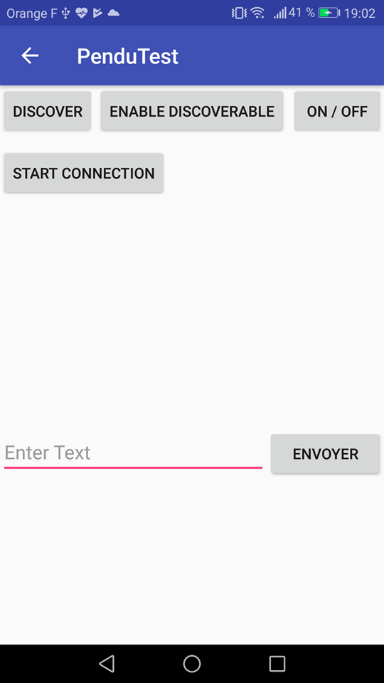 Orange F 41 % 19:02
PenduTest
DISCOVER ENABLE DISCOVERABLE ON / OFF
START CONNECTION
Enter Text ENVOYER